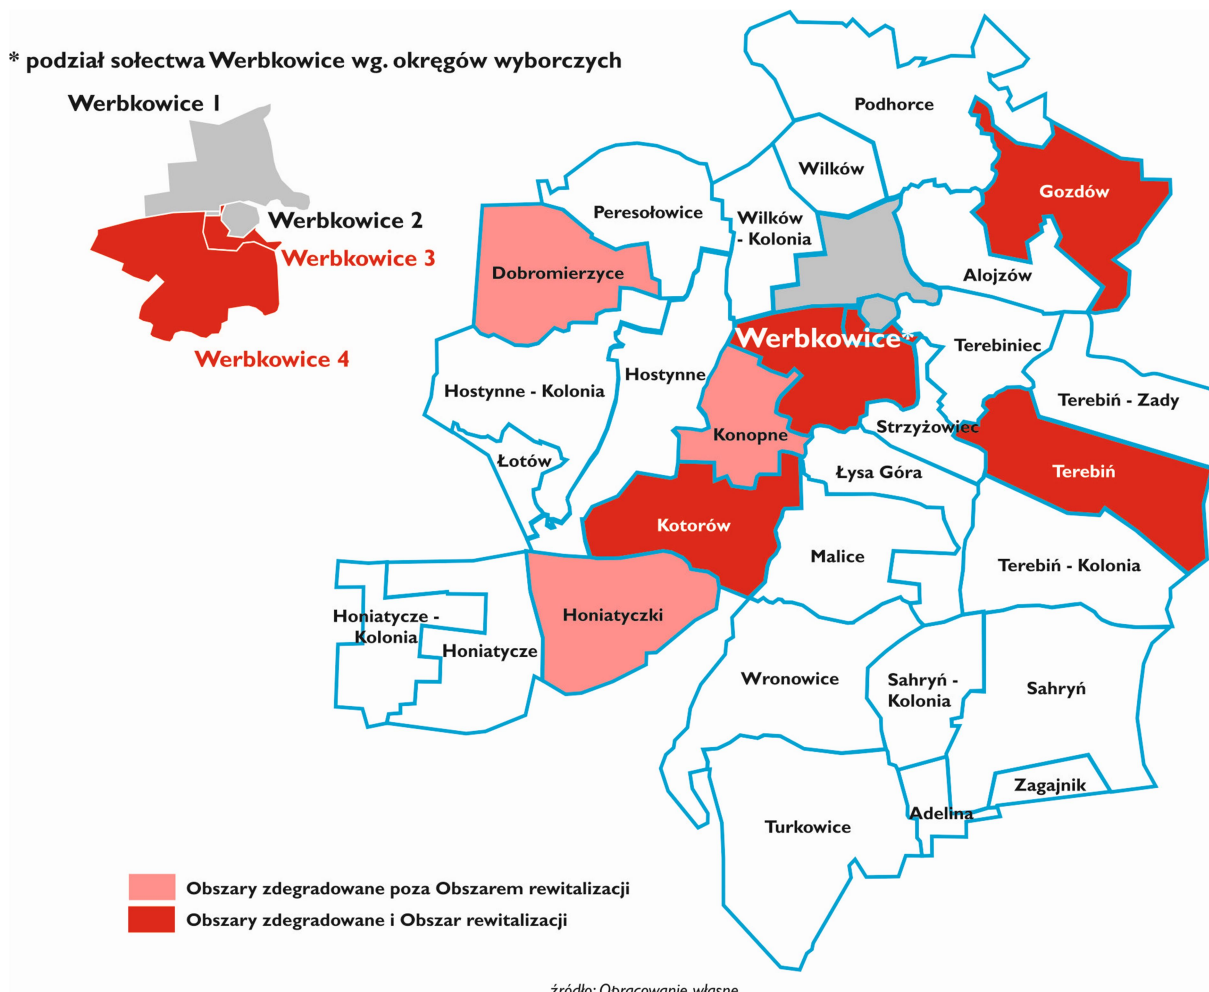 * podział sołectwa Werbkowice wg. okręgów wyborczych
Werbkowice 1
Werbkowice 2
Werbkowice 3
Werbkowice 4
Podhorce
Wilków
Gozdów
Peresołowice
Wilków
- Kolonia
Dobromierzyce
Alojzów
Werbkowice*
Terebiniec
Hostynne
Hostynne - Kolonia
Terebiń - Zady
Strzyżowiec
Konopne
Łotów
Łysa Góra
Terebiń
Kotorów
Malice
Terebiń - Kolonia
Honiatycze -
Kolonia
Honiatyczki
Honiatycze
Wronowice
Sahryń -
Kolonia
Sahryń
Zagajnik
Adelina
Turkowice
Obszary zdegradowane poza Obszarem rewitalizacji
Obszary zdegradowane i Obszar rewitalizacji
źródło: Opracowanie własne